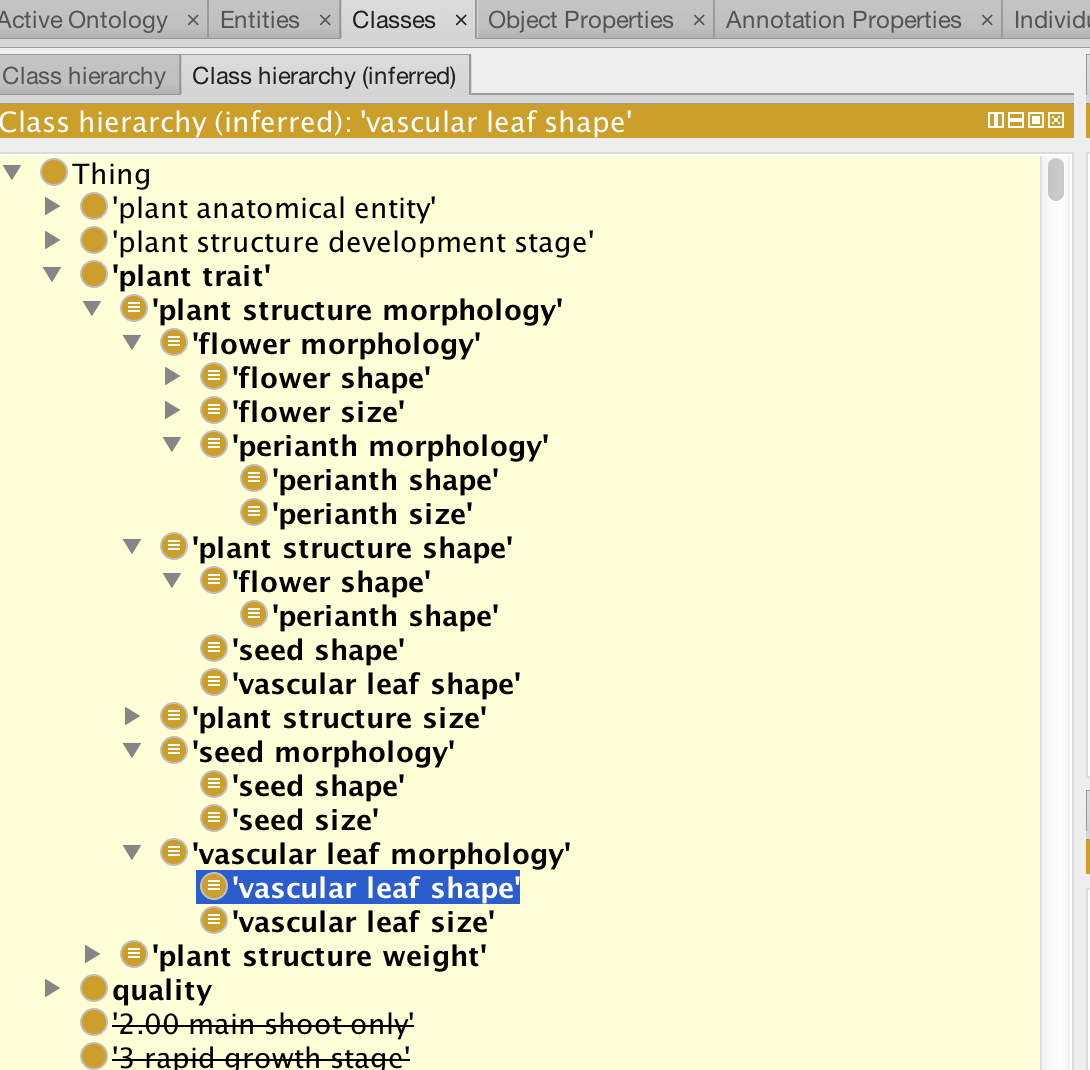 Active Ontology × Entities × Classes × Object Properties × Annotation Properties × Individu
Class hierarchy Class hierarchy (inferred)
Class hierarchy (inferred): 'vascular leaf shape'
Thing
'plant anatomical entity'
'plant structure development stage'
'plant trait'
'plant structure morphology'
'flower morphology'
'flower shape'
'flower size'
'perianth morphology'
'perianth shape'
'perianth size'
'plant structure shape'
'flower shape'
'perianth shape'
'seed shape'
'vascular leaf shape'
'plant structure size'
'seed morphology'
'seed shape'
'seed size'
'vascular leaf morphology'
'vascular leaf shape'
'vascular leaf size'
'plant structure weight'
quality
'2.00 main shoot only'
'3 rapid growth stage'